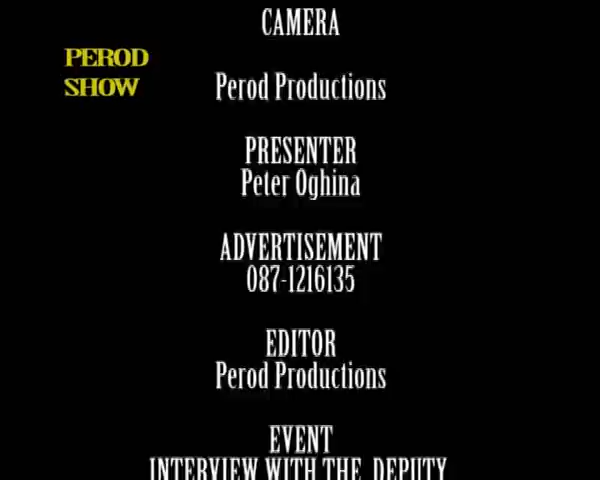 CAMERA
PEROD
SHOW
Perod Productions
PRESENTER
Peter Oghina
ADVERTISEMENT
087-1216135
EDITOR
Perod Productions
EVENT
INTERVIEW WITH THE DEPUTY